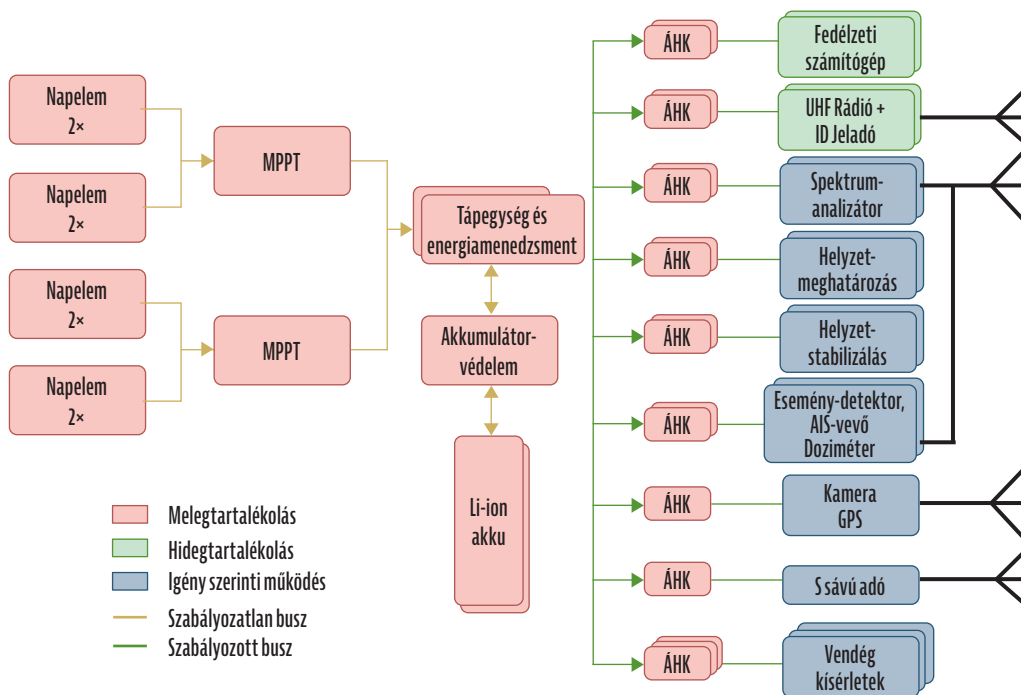 Napelem
2×
Napelem
2×
Napelem
2×
Napelem
2×
MPPT
MPPT
Tápegység és
energiamenedzsment
Akkumulátor-
védelem
Li-ion
akku
ÁHK
Fedélzeti
számítógép
ÁHK
UHF Rádió +
ID Jeladó
ÁHK
Spektrum-
analizátor
ÁHK
Helyzet-
meghatározás
ÁHK
Helyzet-
stabilizálás
ÁHK
Esemény-detektor,
AIS-vevő
Doziméter
ÁHK
Kamera
GPS
ÁHK
S sávú adó
ÁHK
Vendég
kísérletek
Melegtartalékolás
Hidegtartalékolás
Igény szerinti működés
Szabályozatlan busz
Szabályozott busz